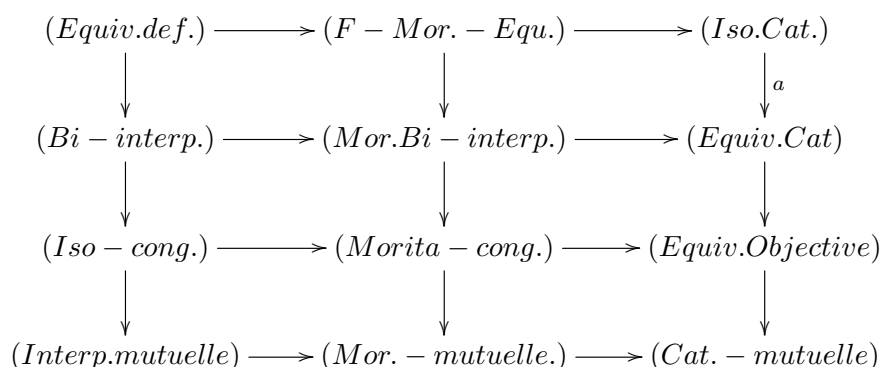 (Equiv.def.) (F − Mor. − Equ.) (Iso.Cat.)
a
(Bi − interp.) (Mor.Bi − interp.) (Equiv.Cat)
(Iso − cong.) (Morita − cong.) (Equiv.Objective)
(Interp.mutuelle) (Mor. − mutuelle.) (Cat. − mutuelle)